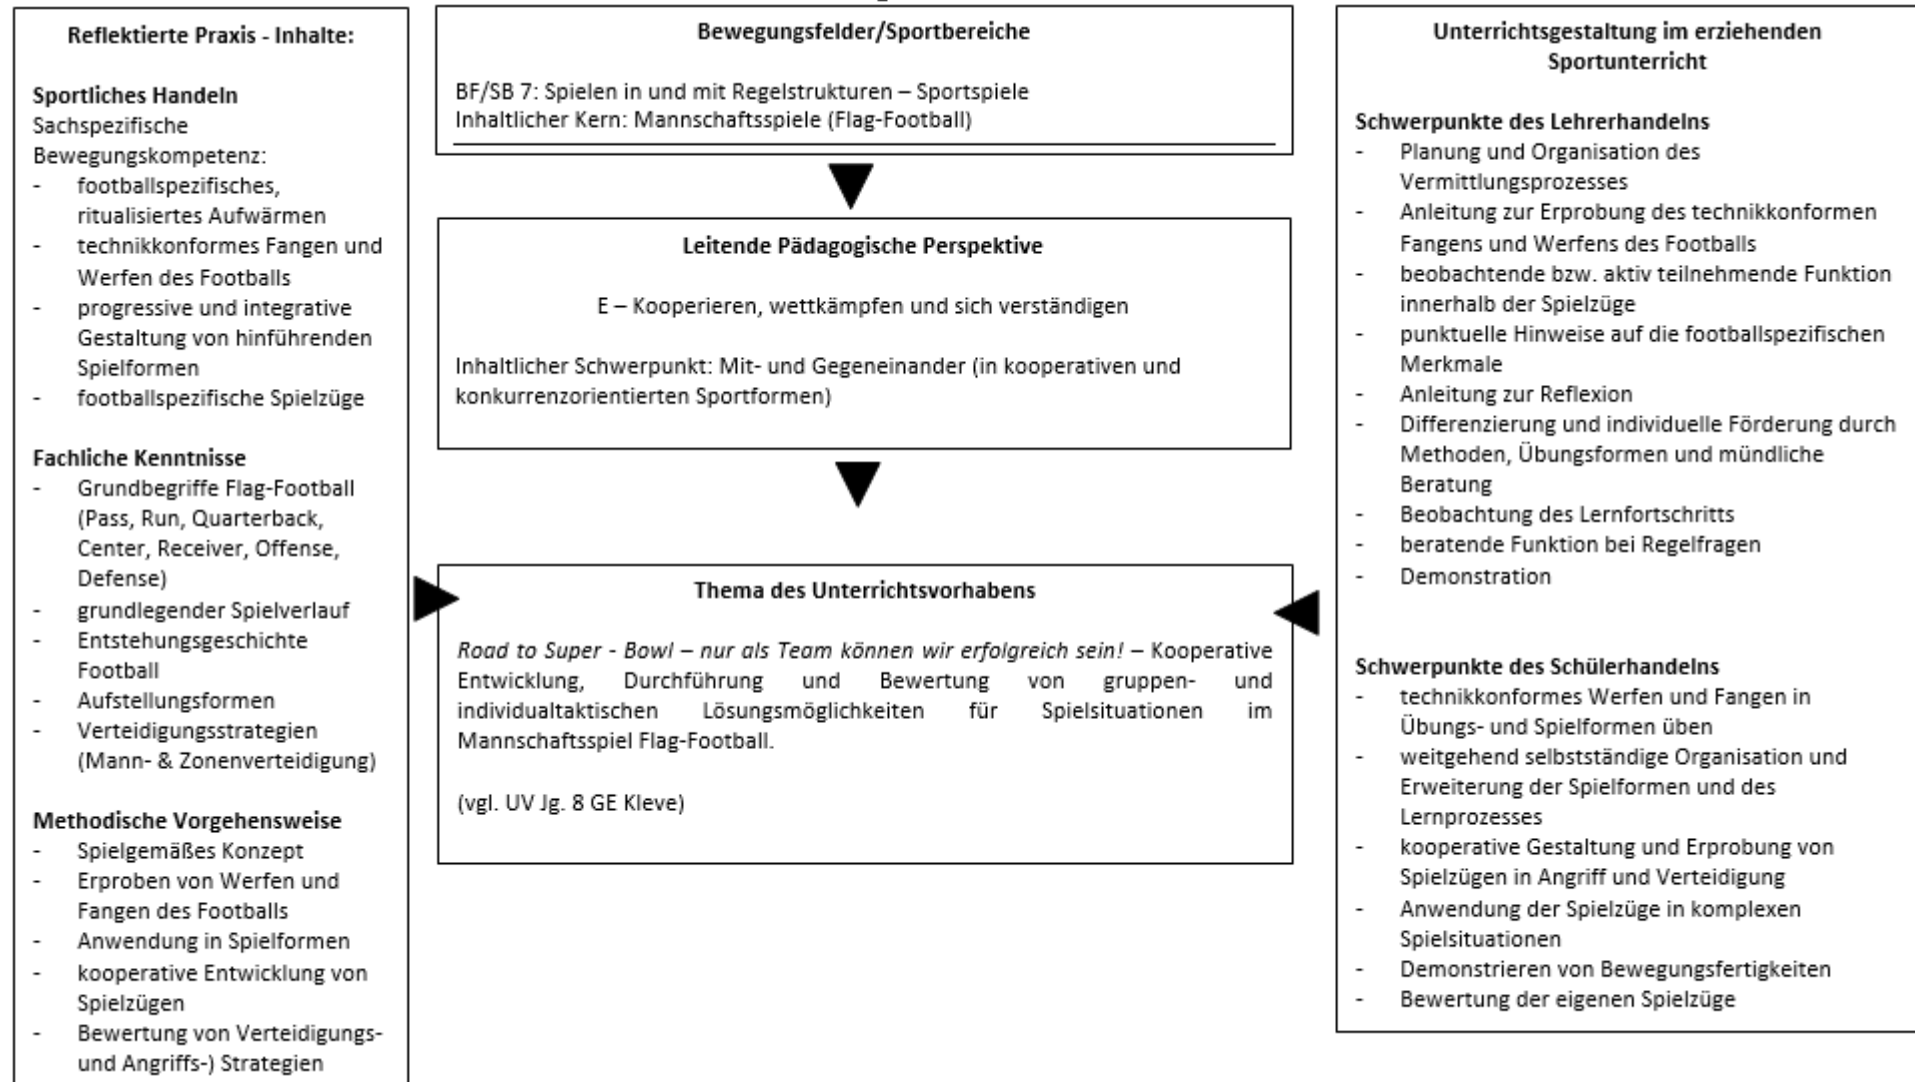 Reflektierte Praxis - Inhalte:
Sportliches Handeln
Sachspezifische
Bewegungskompetenz:
- footballspezifisches,
ritualisiertes Aufwärmen
- technikkonformes Fangen und
Werfen des Footballs
- progressive und integrative
Gestaltung von hinführenden
Spielformen
- footballspezifische Spielzüge
Fachliche Kenntnisse
- Grundbegriffe Flag-Football
(Pass, Run, Quarterback,
Center, Receiver, Offense,
Defense)
- grundlegender Spielverlauf
- Entstehungsgeschichte
Football
- Aufstellungsformen
- Verteidigungsstrategien
(Mann- & Zonenverteidigung)
Methodische Vorgehensweise
- Spielgemäßes Konzept
- Erproben von Werfen und
Fangen des Footballs
- Anwendung in Spielformen
- kooperative Entwicklung von
Spielzügen
- Bewertung von Verteidigungs-
und Angriffs-) Strategien
Bewegungsfelder/Sportbereiche
BF/SB 7: Spielen in und mit Regelstrukturen – Sportspiele
Inhaltlicher Kern: Mannschaftsspiele (Flag-Football)
Leitende Pädagogische Perspektive
E – Kooperieren, wettkämpfen und sich verständigen
Inhaltlicher Schwerpunkt: Mit- und Gegeneinander (in kooperativen und
konkurrenzorientierten Sportformen)
Thema des Unterrichtsvorhabens
Road to Super - Bowl – nur als Team können wir erfolgreich sein! – Kooperative
Entwicklung, Durchführung und Bewertung von gruppen- und
individualtaktischen Lösungsmöglichkeiten für Spielsituationen im
Mannschaftsspiel Flag-Football.
(vgl. UV Jg. 8 GE Kleve)
Unterrichtsgestaltung im erziehenden
Sportunterricht
Schwerpunkte des Lehrerhandelns
- Planung und Organisation des
Vermittlungsprozesses
- Anleitung zur Erprobung des technikkonformen
Fangens und Werfens des Footballs
- beobachtende bzw. aktiv teilnehmende Funktion
innerhalb der Spielzüge
- punktuelle Hinweise auf die footballspezifischen
Merkmale
- Anleitung zur Reflexion
- Differenzierung und individuelle Förderung durch
Methoden, Übungsformen und mündliche
Beratung
- Beobachtung des Lernfortschritts
- beratende Funktion bei Regelfragen
- Demonstration
Schwerpunkte des Schülerhandelns
- technikkonformes Werfen und Fangen in
Übungs- und Spielformen üben
- weitgehend selbstständige Organisation und
Erweiterung der Spielformen und des
Lernprozesses
- kooperative Gestaltung und Erprobung von
Spielzügen in Angriff und Verteidigung
- Anwendung der Spielzüge in komplexen
Spielsituationen
- Demonstrieren von Bewegungsfertigkeiten
- Bewertung der eigenen Spielzüge